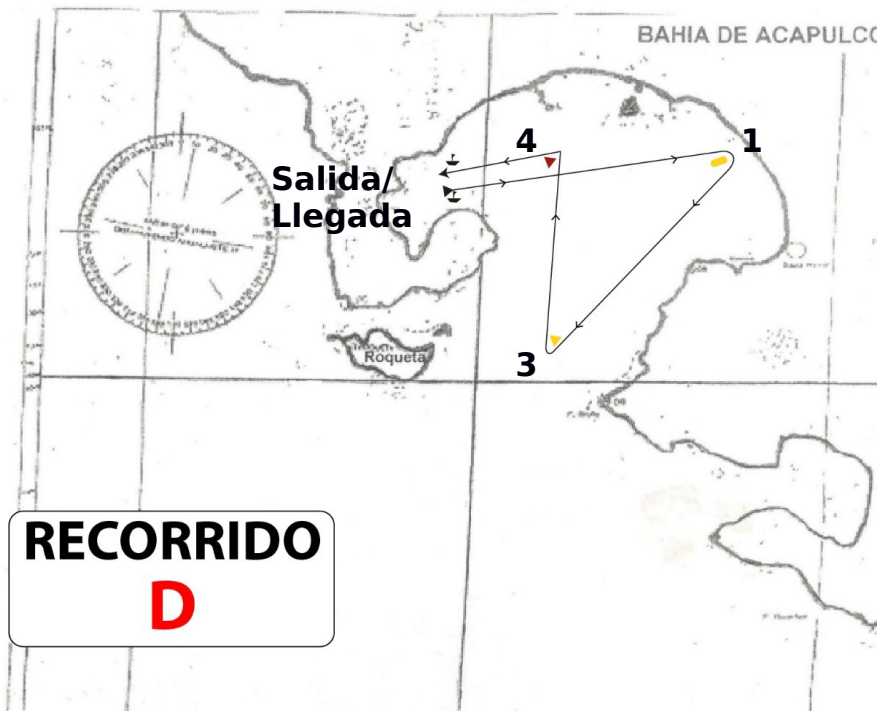 BAHIA DE ACAPULCO
4
1
Salida/
Llegada
3
Roqueta
RECORRIDO
D